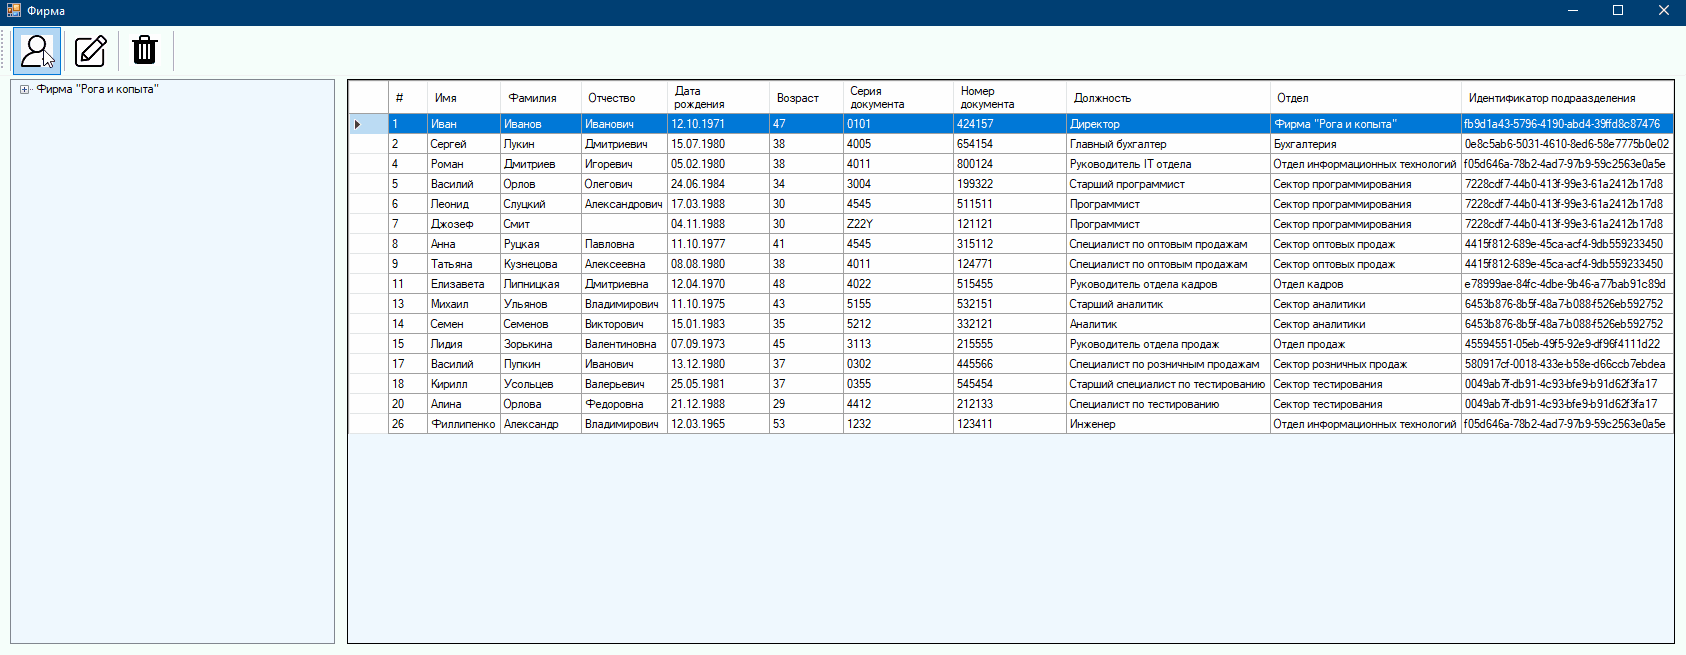 Фирма
Фирма "Рога и копыта"
# Имя Фамилия Отчество Дата рождения Возраст Серия документа Номер документа Должность Отдел Идентификатор подраазделения
1 Иван Иванов Иванович 12.10.1971 47 0101 424157 Директор Фирма "Рога и копыта" fb9d1a43-5796-4190-abd4-39ffd8c87476
2 Сергей Лукин Дмитриевич 15.07.1980 38 4005 654154 Главный бухгалтер Бухгалтерия 0e8c5ab6-5031-4610-8ed6-58e7775b0e02
4 Роман Дмитриев Игоревич 05.02.1980 38 4011 800124 Руководитель IT отдела Отдел информационных технологий f05d646a-78b2-4ad7-97b9-59c2563e0a5e
5 Василий Орлов Олегович 24.06.1984 34 3004 199322 Старший программист Сектор программирования 7228cdf7-44b0-413f-99e3-61a2412b17d8
6 Леонид Слуцкий Александрович 17.03.1988 30 4545 511511 Программист Сектор программирования 7228cdf7-44b0-413f-99e3-61a2412b17d8
7 Джозеф Смит 04.11.1988 30 Z22Y 121121 Программист Сектор программирования 7228cdf7-44b0-413f-99e3-61a2412b17d8
8 Анна Руцкая Павловна 11.10.1977 41 4545 315112 Специалист по оптовым продажам Сектор оптовых продаж 4415f812-689e-45ca-acf4-9db559233450
9 Татьяна Кузнецова Алексеевна 08.08.1980 38 4011 124771 Специалист по оптовым продажам Сектор оптовых продаж 4415f812-689e-45ca-acf4-9db559233450
11 Елизавета Липницкая Дмитриевна 12.04.1970 48 4022 515455 Руководитель отдела кадров Отдел кадров e78999ae-84fc-4dbe-9b46-a77bab91c89d
13 Михаил Ульянов Владимирович 11.10.1975 43 5155 532151 Старший аналитик Сектор аналитики 6453b876-8b5f-48a7-b088-f526eb592752
14 Семен Семенов Викторович 15.01.1983 35 5212 332121 Аналитик Сектор аналитики 6453b876-8b5f-48a7-b088-f526eb592752
15 Лидия Зорькина Валентиновна 07.09.1973 45 3113 215555 Руководитель отдела продаж Отдел продаж 45594551-05eb-49f5-92e9-df96f4111d22
17 Василий Пупкин Иванович 13.12.1980 37 0302 445566 Специалист по розничным продажам Сектор розничных продаж 580917cf-0018-433e-b58e-d66ccb7ebdea
18 Кирилл Усольцев Валерьевич 25.05.1981 37 0355 545454 Старший специалист по тестированию Сектор тестирования 0049ab7f-db91-4c93-bfe9-b91d62f3fa17
20 Алина Орлова Федоровна 21.12.1988 29 4412 212133 Специалист по тестированию Сектор тестирования 0049ab7f-db91-4c93-bfe9-b91d62f3fa17
26 Филлипенко Александр Владимирович 12.03.1965 53 1232 123411 Инженер Отдел информационных технологий f05d646a-78b2-4ad7-97b9-59c2563e0a5e